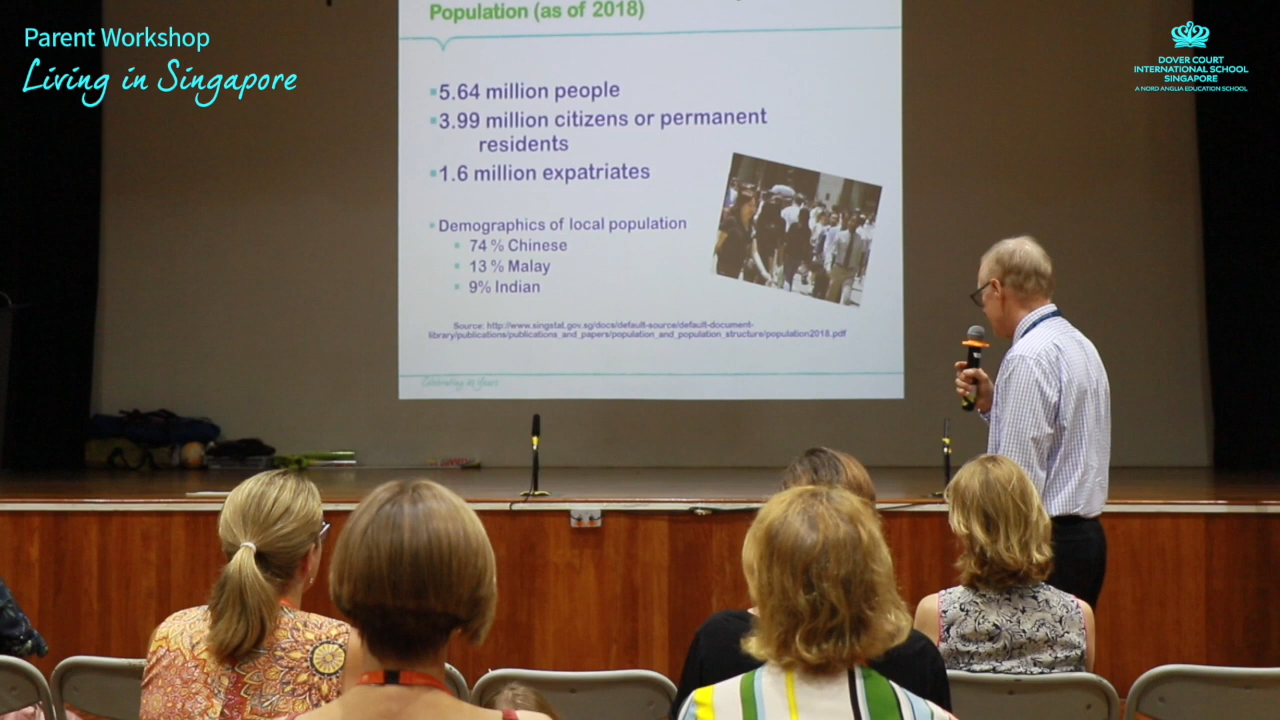 Parent Workshop
Living in Singapore
DOVER COURT
INTERNATIONAL SCHOOL
SINGAPORE
A NORD ANGLIA EDUCATION SCHOOL
Population (as of 2018)
5.64 million people
3.99 million citizens or permanent
residents
1.6 million expatriates
Demographics of local population
74 % Chinese
13 % Malay
9% Indian
Source: http://www.singstat.gov.sg/docs/default-source/default-document-
library/publications/publications_and_papers/population_and_population_structure/population2018.pdf